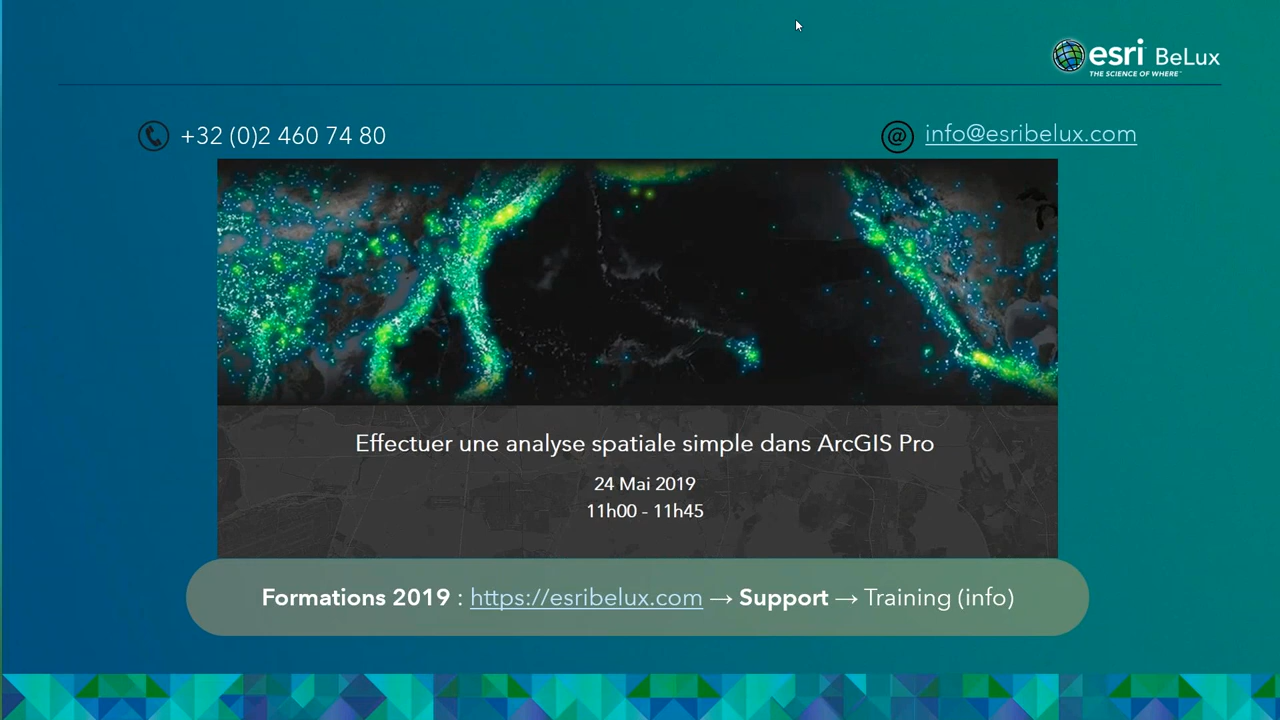 esri BeLux
THE SCIENCE OF WHERE™
+32 (0)2 460 74 80
@ info@esribelux.com
Effectuer une analyse spatiale simple dans ArcGIS Pro
24 Mai 2019
11h00 - 11h45
Formations 2019 : https://esribelux.com → Support → Training (info)